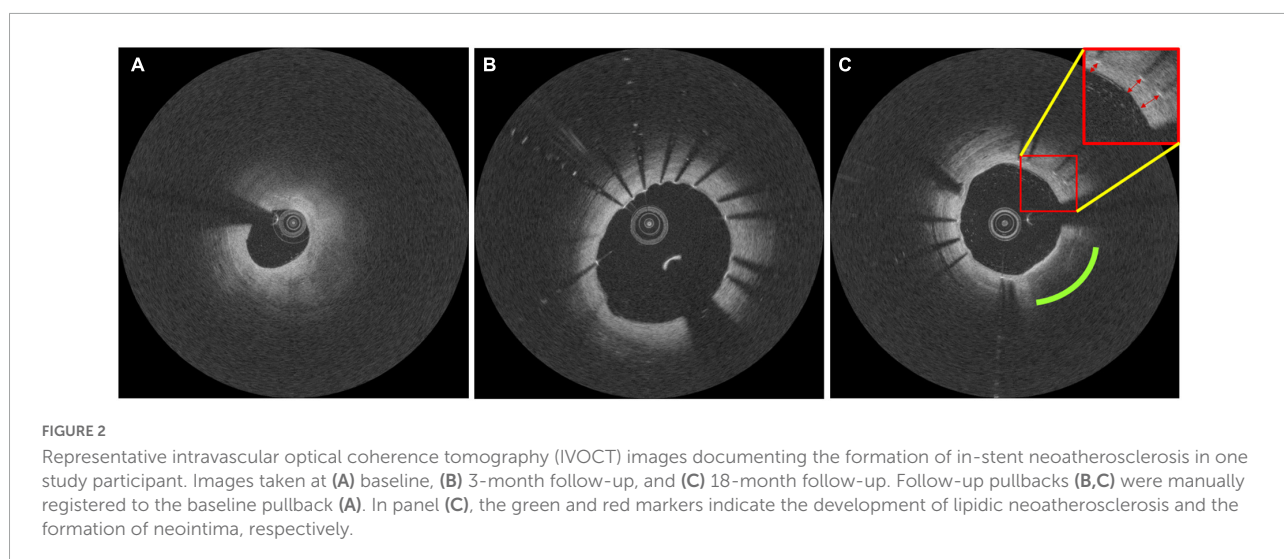 A
B
C
FIGURE 2
Representative intravascular optical coherence tomography (IVOCT) images documenting the formation of in-stent neoatherosclerosis in one
study participant. Images taken at (A) baseline, (B) 3-month follow-up, and (C) 18-month follow-up. Follow-up pullbacks (B,C) were manually
registered to the baseline pullback (A). In panel (C), the green and red markers indicate the development of lipidic neoatherosclerosis and the
formation of neointima, respectively.